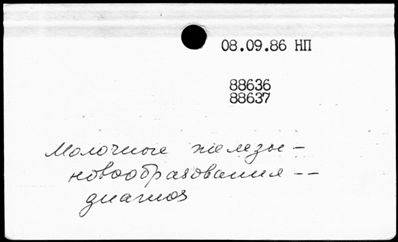 08.09.86 НП
88636
88637
Молочные железы –
новообразования --
диагноз